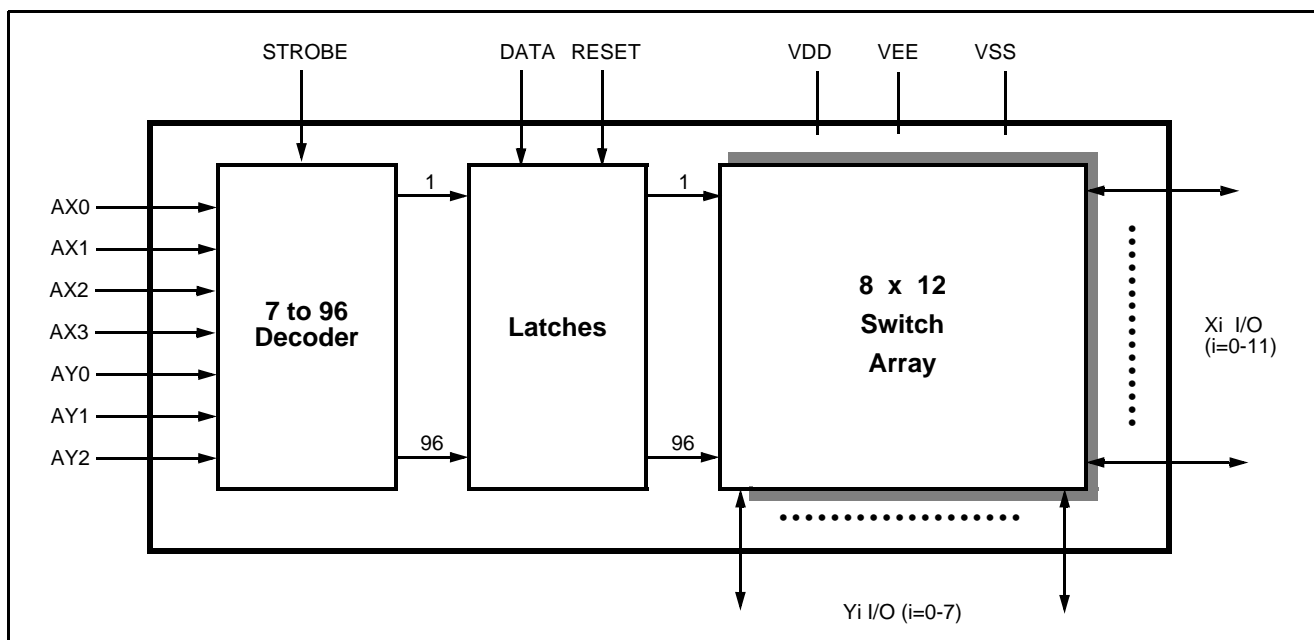 STROBE
DATA RESET
VDD VEE VSS
AX0
AX1
AX2
AX3
AY0
AY1
AY2
7 to 96
Decoder
1
96
Latches
1
96
8 x 12
Switch
Array
Xi I/O
(i=0-11)
Yi I/O (i=0-7)